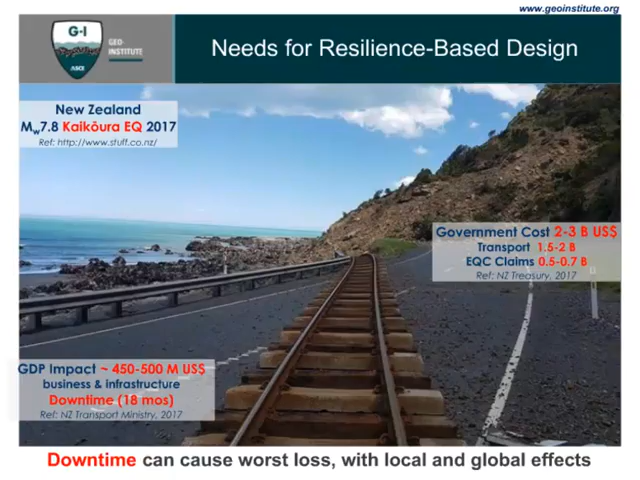 www.geoinstitute.org
G-I
GEO-
INSTITUTE
ASCE
Needs for Resilience-Based Design
New Zealand
Mw7.8 Kaikōura EQ 2017
Ref: http://www.stuff.co.nz/
Government Cost 2-3 B US$
Transport 1.5-2 B
EQC Claims 0.5-0.7 B
Ref: NZ Treasury, 2017
GDP Impact ~ 450-500 M US$
business & infrastructure
Downtime (18 mos)
Ref: NZ Transport Ministry, 2017
Downtime can cause worst loss, with local and global effects